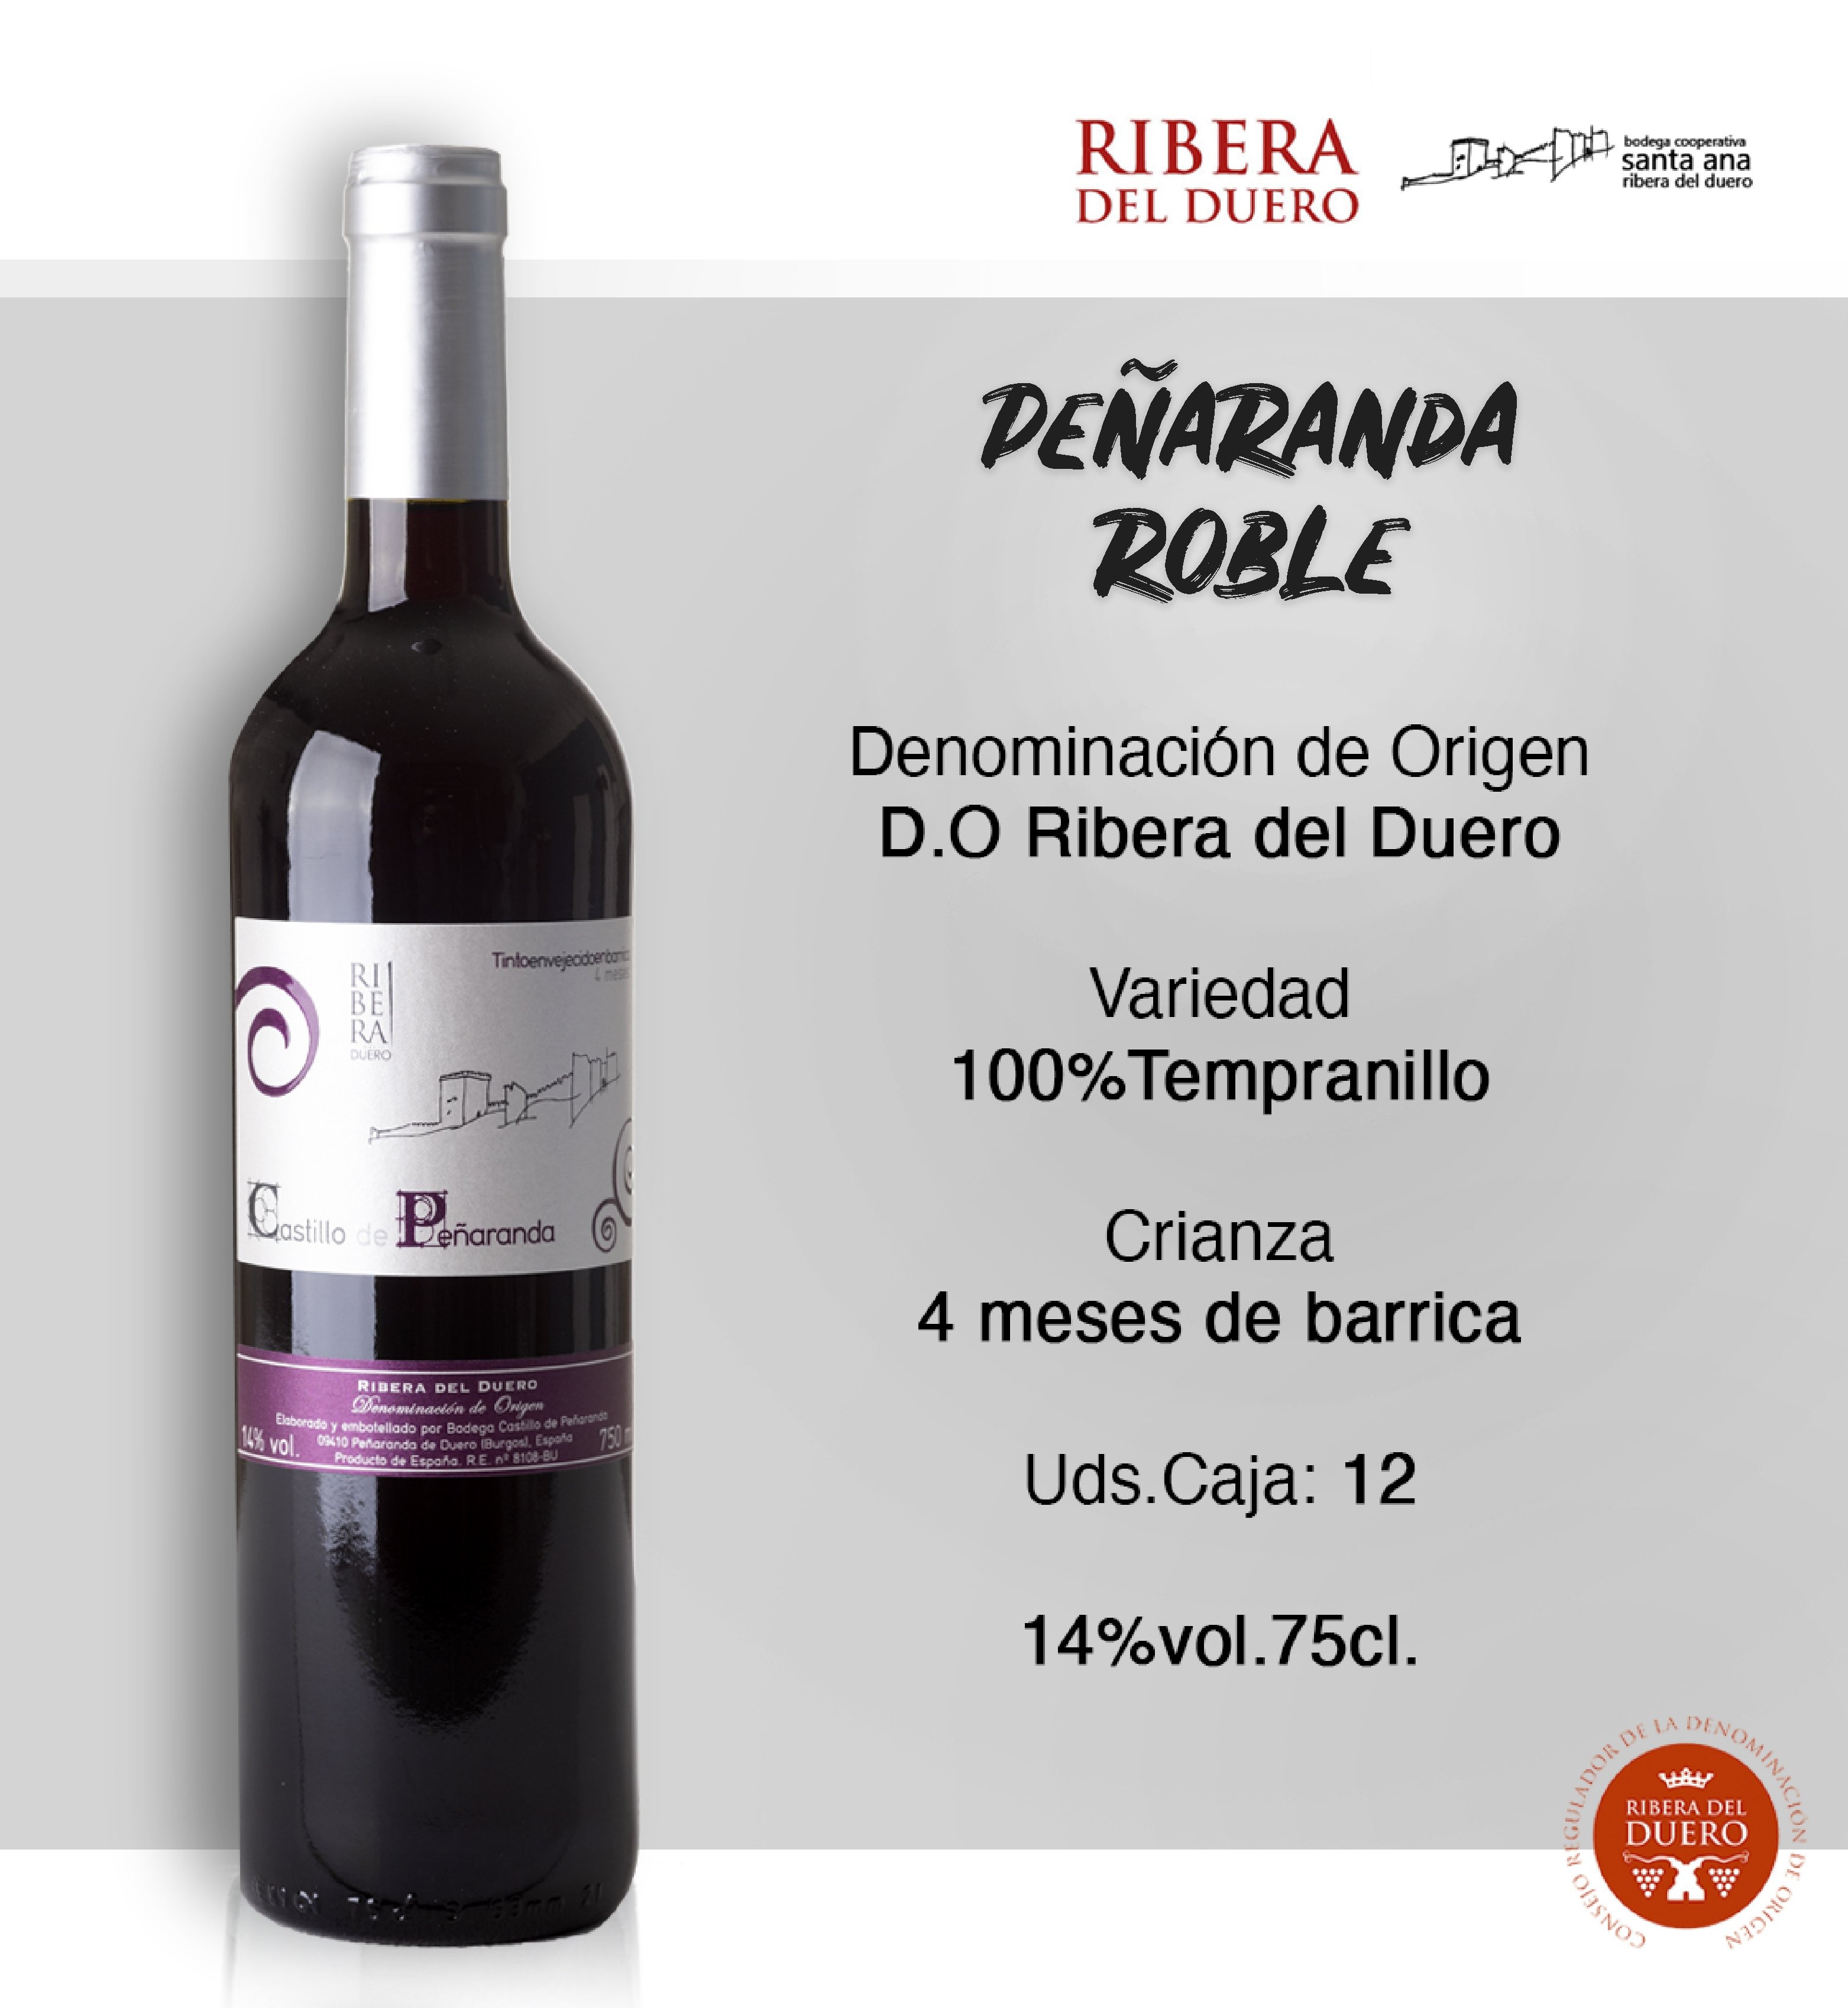 RIBERA
DEL DUERO
bodega cooperativa
santa ana
ribera del duero
PEÑARANDA
ROBLE
Denominación de Origen
D.O Ribera del Duero
Variedad
100%Tempranillo
Crianza
4 meses de barrica
Uds.Caja: 12
14%vol.75cl.
RI
BE
RA
DUERO
Tintoenvejecidoenbarrica
4 meses
Castillo de Peñaranda
RIBERA DEL DUERO
Denominación de Origen
Elaborado y embotellado por Bodega Castillo de Peñaranda
14% vol. 09410 Peñaranda de Duero (Burgos), España 750 m
Producto de España. R.E. nº 8108-BU
CONSEJO REGULADOR DE LA DENOMINACIÓN DE ORIGEN
RIBERA DEL
DUERO